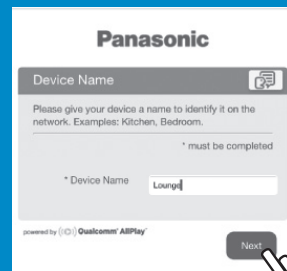 Panasonic
Device Name
Please give your device a name to identify it on the
network. Examples: Kitchen, Bedroom.
* must be completed
* Device Name
Lounge
powered by Qualcomm® AllPlay™
Next